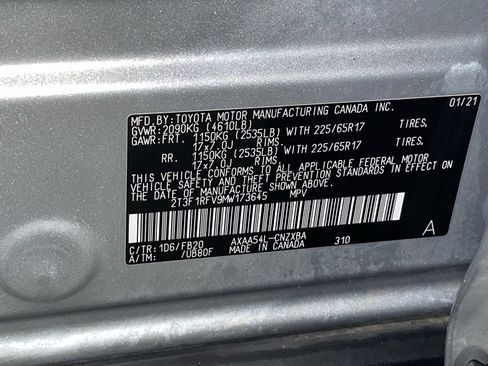 MFD. BY: TOYOTA MOTOR MANUFACTURING CANADA INC. 01/21
GVWR: 2090KG (4610LB)
GAWR: FRT. 1150KG (2535LB) WITH 225/65R17 TIRES,
17x7.0J RIMS.
RR. 1150KG (2535LB) WITH 225/65R17 TIRES,
17x7.0J RIMS.
THIS VEHICLE CONFORMS TO ALL APPLICABLE FEDERAL MOTOR
VEHICLE SAFETY AND THEFT PREVENTION STANDARDS IN EFFECT
ON THE DATE OF MANUFACTURE SHOWN ABOVE.
2T3F1RFV9MW173645 MPV
C/TR: 1D6/FB20 AXAA54L-CNZXBA 310 A
A/TM: /UB80F MADE IN CANADA